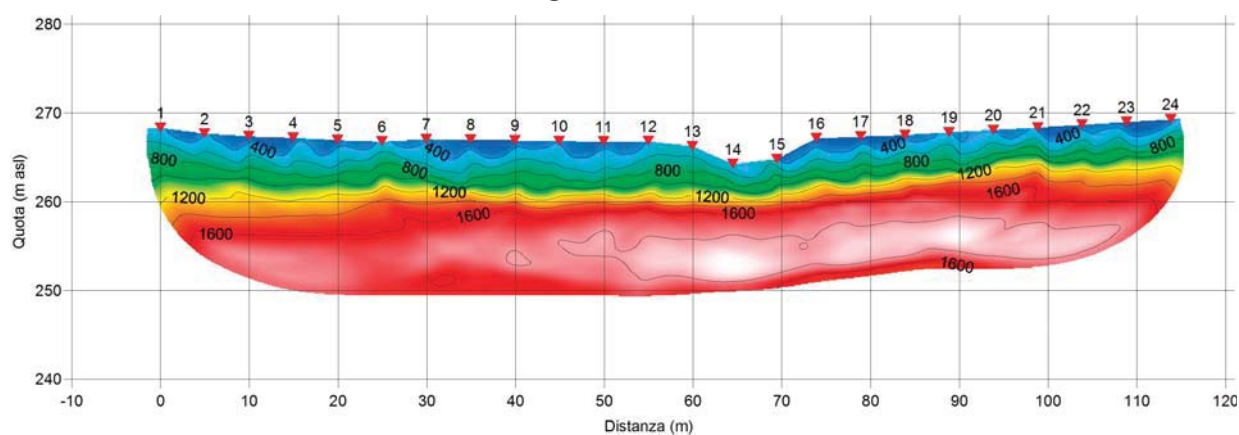 280
270
260
250
240
Quota (m asl)
1 2 3 4 5 6 7 8 9 10 11 12 13 14 15 16 17 18 19 20 21 22 23 24
400 400 400 400
800 800 800 800 800
1200 1200 1200 1200
1600 1600 1600 1600 1600
-10 0 10 20 30 40 50 60 70 80 90 100 110 120
Distanza (m)